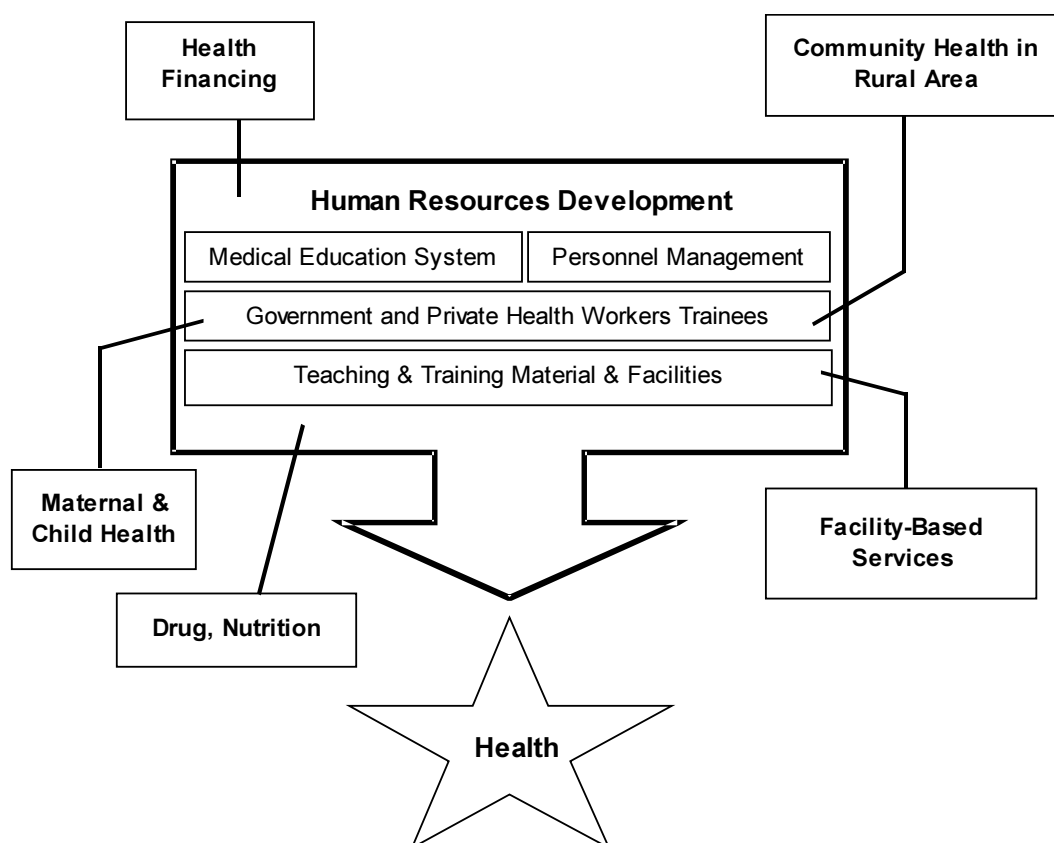 Health
Financing
Community Health in
Rural Area
Human Resources Development
Medical Education System
Personnel Management
Government and Private Health Workers Trainees
Teaching & Training Material & Facilities
Maternal &
Child Health
Facility-Based
Services
Drug, Nutrition
Health